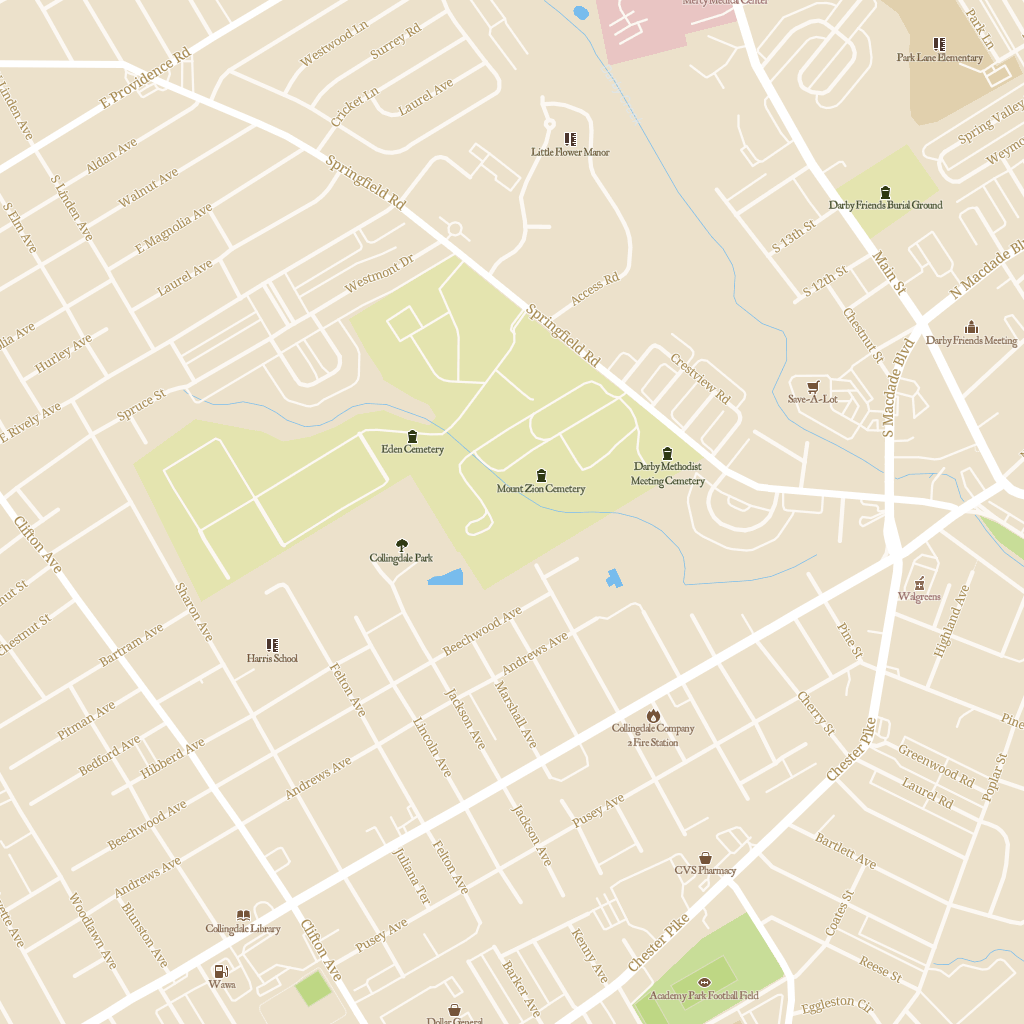 Mercy Medical Center
Park Ln
Westwood Ln
Surrey Rd
Park Lane Elementary
E Providence Rd
S Linden Ave
Cricket Ln
Laurel Ave
Spring Valley
Aldan Ave
Little Flower Manor
Springfield Rd
Walnut Ave
S Linden Ave
Darby Friends Burial Ground
S Elm Ave
E Magnolia Ave
S 13th St
Main St
N Macdade Blvd
Laurel Ave
Westmont Dr
S 12th St
Access Rd
Springfield Rd
Chestnut St
Darby Friends Meeting
Hurley Ave
Crestview Rd
S Macdade Blvd
Save-A-Lot
Spruce St
E Rively Ave
Eden Cemetery
Darby Methodist
Meeting Cemetery
Mount Zion Cemetery
Clifton Ave
Collingdale Park
Walgreens
Sharon Ave
Highland Ave
Chestnut St
Bartram Ave
Beechwood Ave
Pine St
Harris School
Andrews Ave
Felton Ave
Marshall Ave
Jackson Ave
Cherry St
Pitman Ave
Collingdale Company
2 Fire Station
Lincoln Ave
Bedford Ave
Hibberd Ave
Chester Pike
Greenwood Rd
Poplar St
Andrews Ave
Laurel Rd
Beechwood Ave
Pusey Ave
Jackson Ave
Bartlett Ave
Juliana Ter
Felton Ave
CVS Pharmacy
Andrews Ave
Coates St
Woodlawn Ave
Blunston Ave
Collingdale Library
Pusey Ave
Clifton Ave
Chester Pike
Kenny Ave
Reese St
Wawa
Barker Ave
Academy Park Football Field
Eggleston Cir
Dollar General